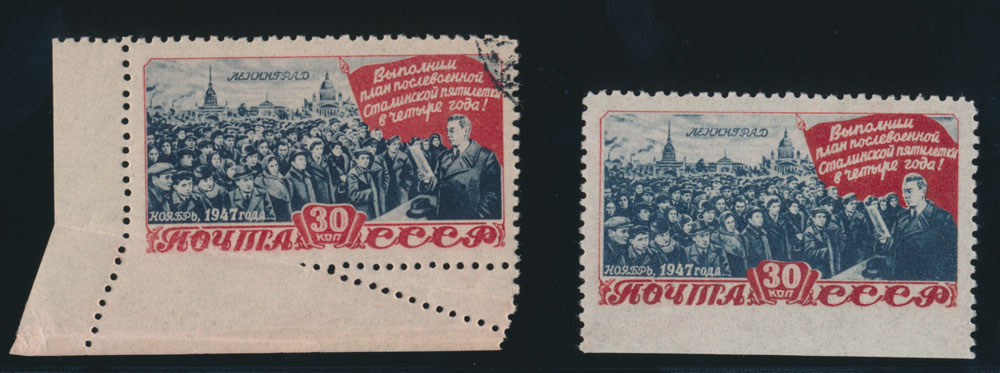 ЛЕНИНГРАД
Выполним
план послевоенной
Сталинской пятилетки
в четыре года!
НОЯБРЬ, 1947 года.
30
КОП
ПОЧТА СССР
ЛЕНИНГРАД
Выполним
план послевоенной
Сталинской пятилетки
в четыре года!
НОЯБРЬ, 1947 года.
30
КОП
ПОЧТА СССР